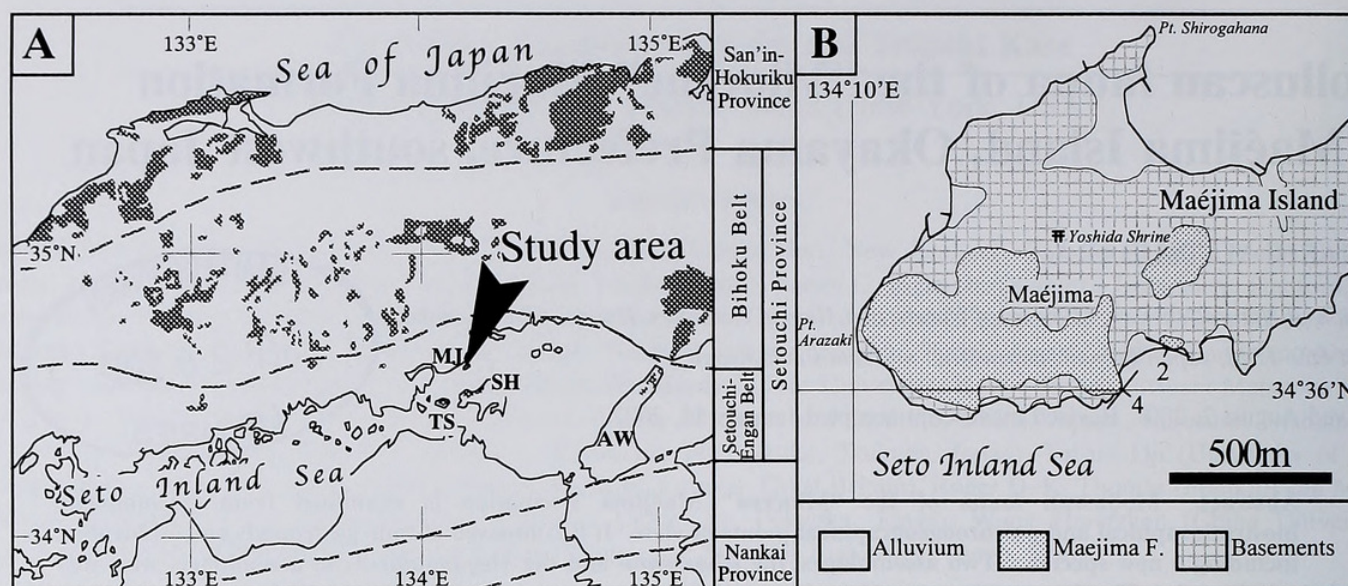 A
133°E
135°E
Sea of Japan
35°N
Study area
MJ
SH
TS
AW
Seto Inland Sea
34°N
133°E
134°E
135°E
San'in-
Hokuriku
Province
Bihoku Belt
Setouchi-
Engan Belt
Setouchi Province
Nankai
Province
B
Pt. Shirogahana
134°10'E
Maéjima Island
Yoshida Shrine
Maéjima
Pt.
Arazaki
2
4
34°36'N
Seto Inland Sea
500m
Alluvium
Maejima F.
Basements